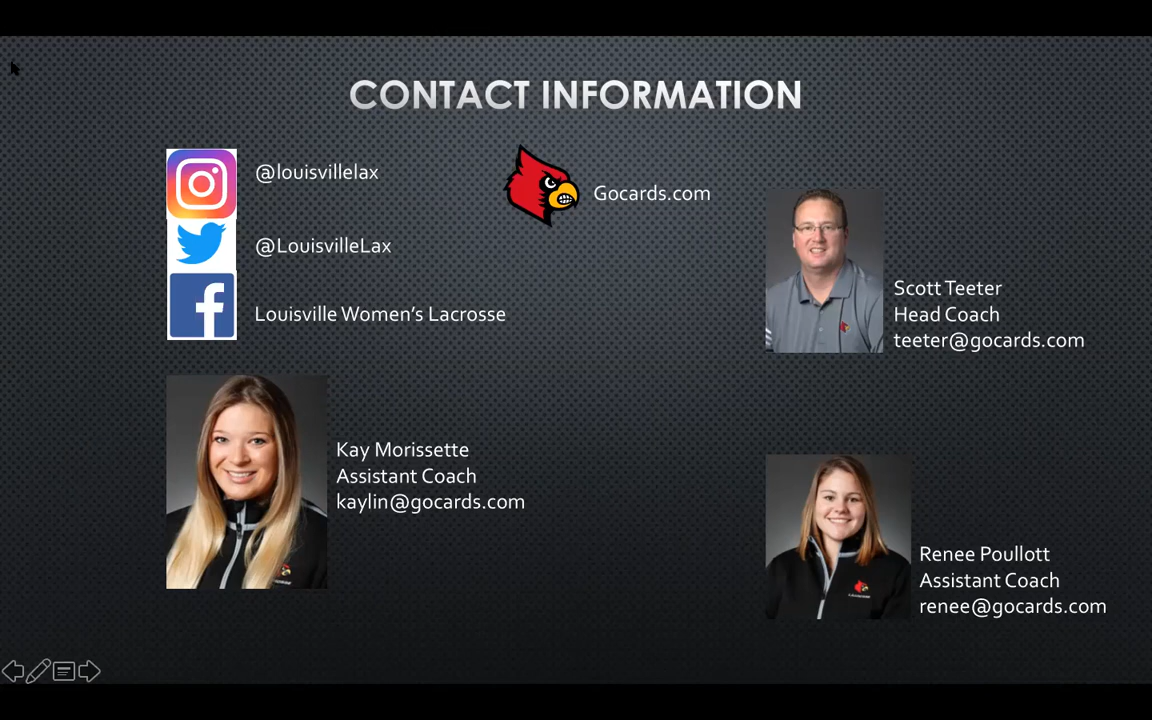 CONTACT INFORMATION
@louisvillelax
Gocards.com
@LouisvilleLax
Louisville Women’s Lacrosse
Scott Teeter
Head Coach
teeter@gocards.com
Kay Morissette
Assistant Coach
kaylin@gocards.com
Renee Poullott
Assistant Coach
renee@gocards.com